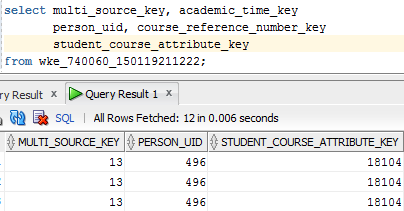 select multi_source_key, academic_time_key
person_uid, course_reference_number_key
student_course_attribute_key
from wke_740060_150119211222;
Query Result × Query Result 1 ×
SQL | All Rows Fetched: 12 in 0.006 seconds
MULTI_SOURCE_KEY PERSON_UID STUDENT_COURSE_ATTRIBUTE_KEY
13 496 18104
13 496 18104
13 496 18104